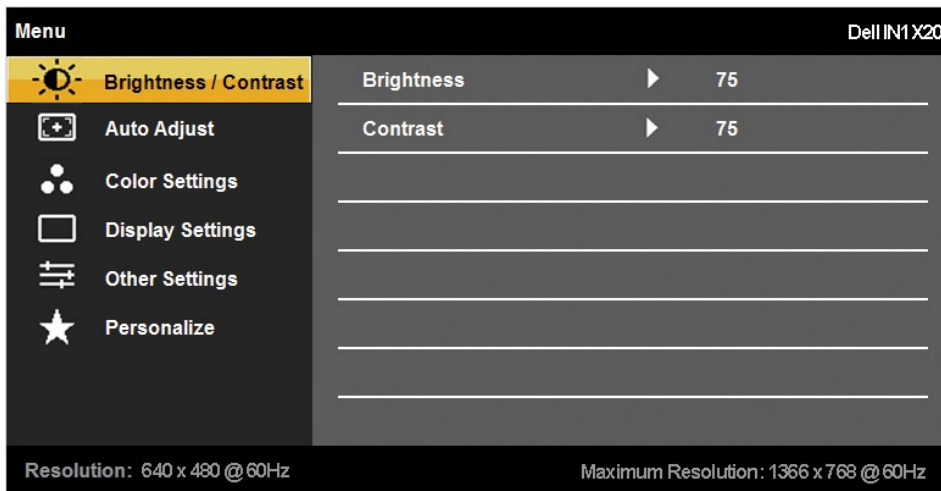 Menu Dell IN1X20
Brightness / Contrast Brightness 75
Auto Adjust Contrast 75
Color Settings
Display Settings
Other Settings
Personalize
Resolution: 640 x 480 @ 60Hz Maximum Resolution: 1366 x 768 @ 60Hz